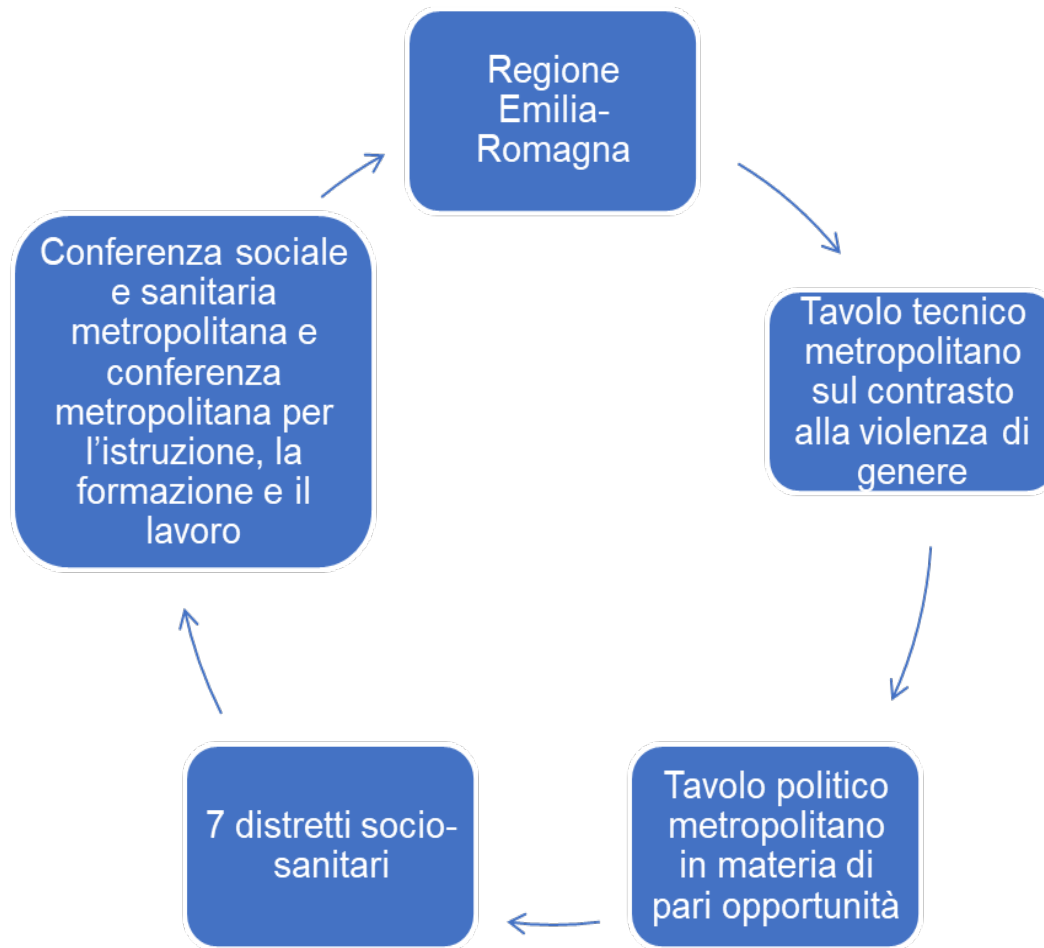 Regione
Emilia-
Romagna
Tavolo tecnico
metropolitano
sul contrasto
alla violenza di
genere
Tavolo politico
metropolitano
in materia di
pari opportunità
7 distretti socio-
sanitari
Conferenza sociale
e sanitaria
metropolitana e
conferenza
metropolitana per
l’istruzione, la
formazione e il
lavoro